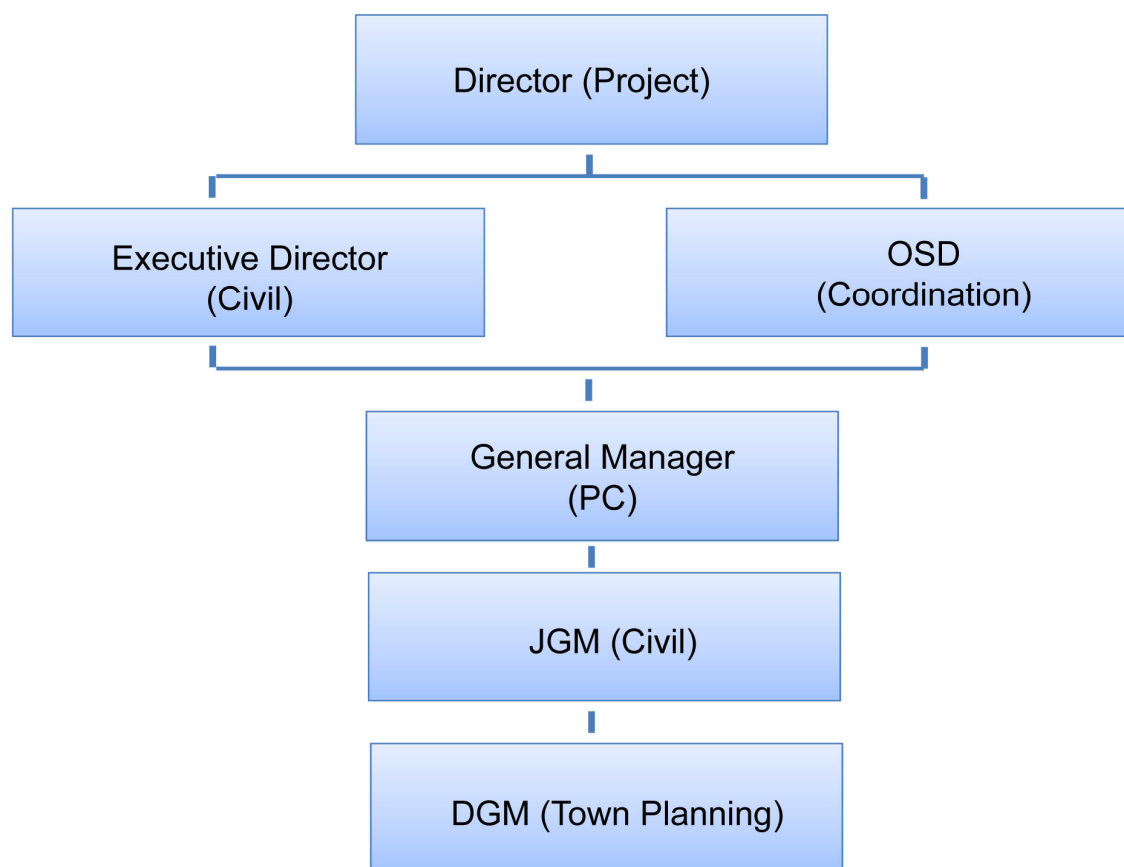 Director (Project)
Executive Director
(Civil)
OSD
(Coordination)
General Manager
(PC)
JGM (Civil)
DGM (Town Planning)